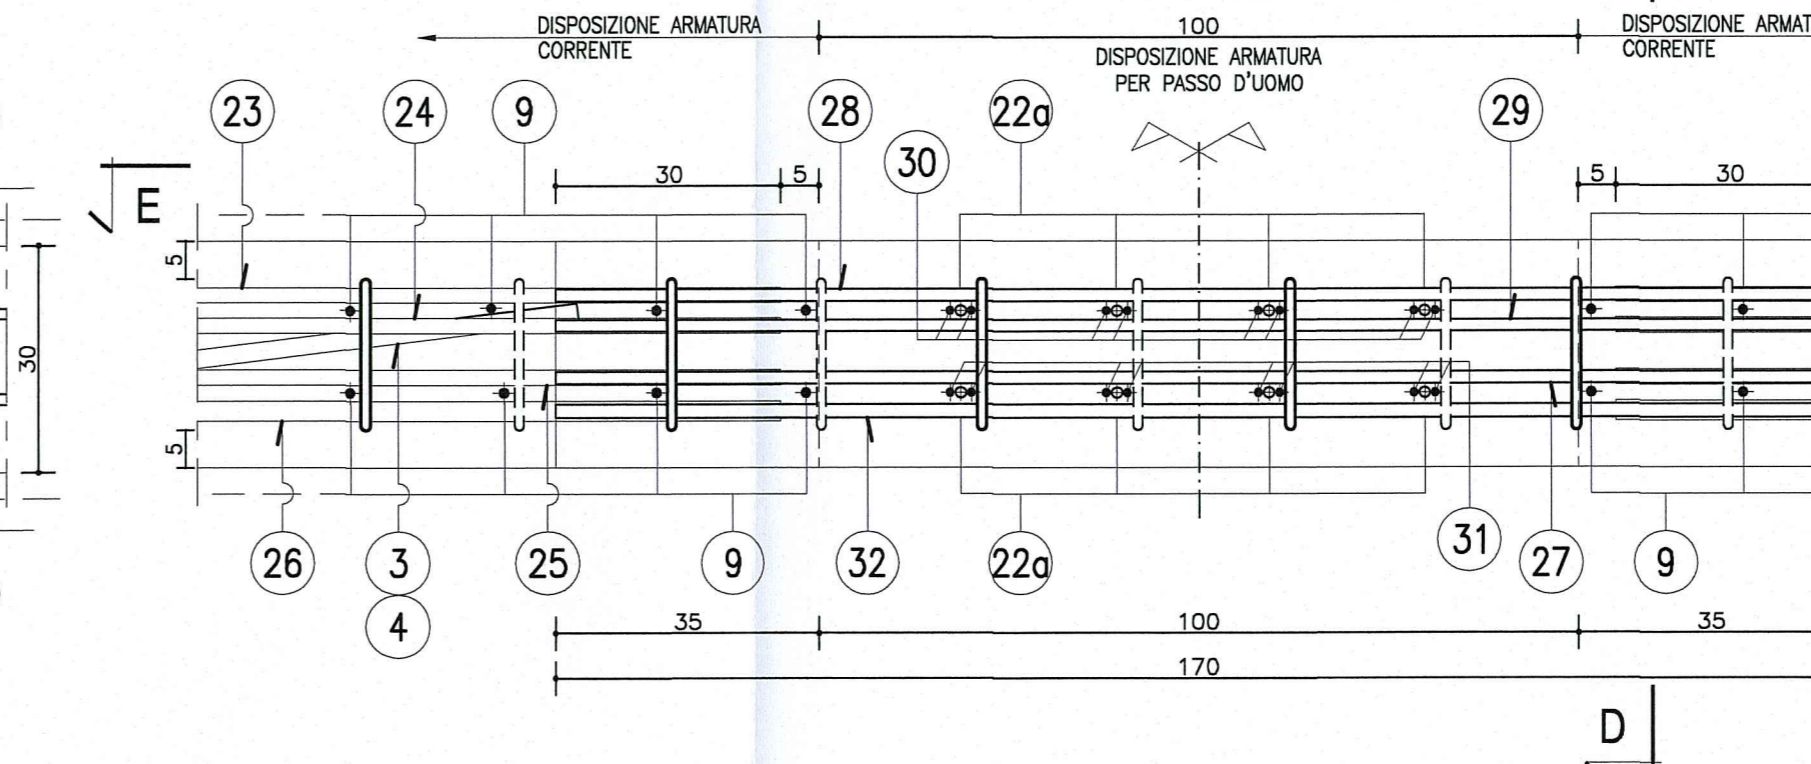 DISPOSIZIONE ARMATURA
CORRENTE
100
DISPOSIZIONE ARMATURA
PER PASSO D'UOMO
DISPOSIZIONE ARMAT
CORRENTE
23
24
9
28
30
22a
29
E
30
5
5
30
5
30
5
26
3
4
25
9
32
22a
31
27
9
35
100
35
170
D